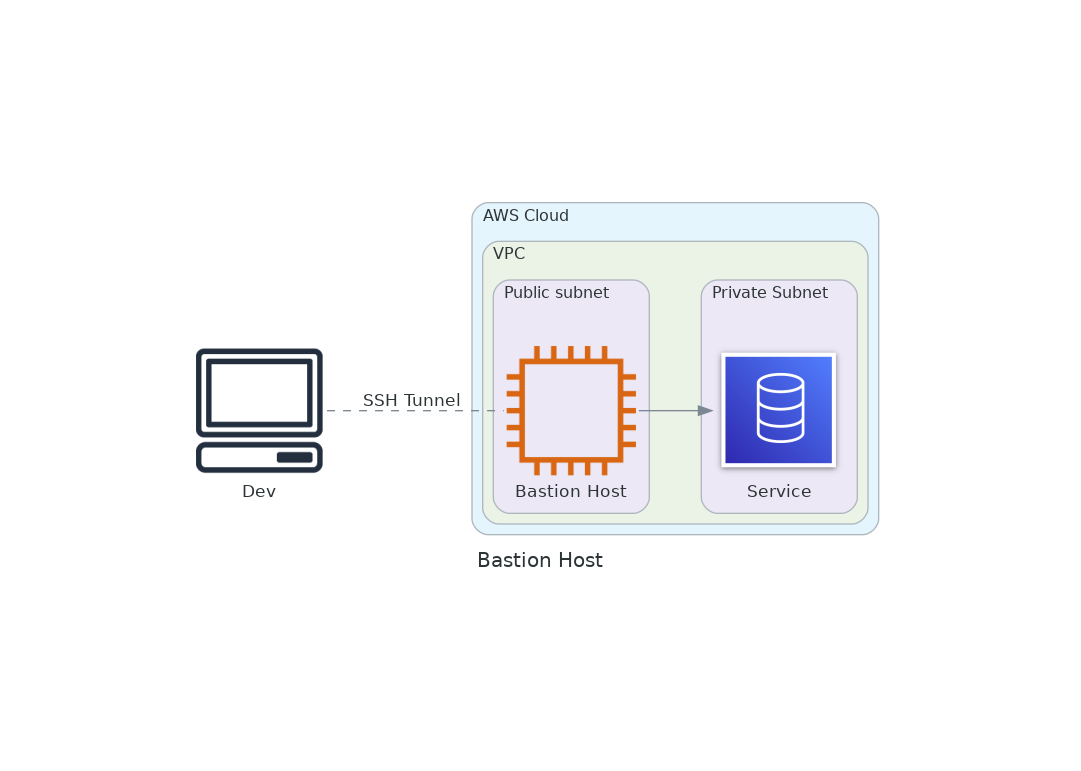 AWS Cloud
VPC
Public subnet
Private Subnet
SSH Tunnel
Dev
Bastion Host
Service
Bastion Host